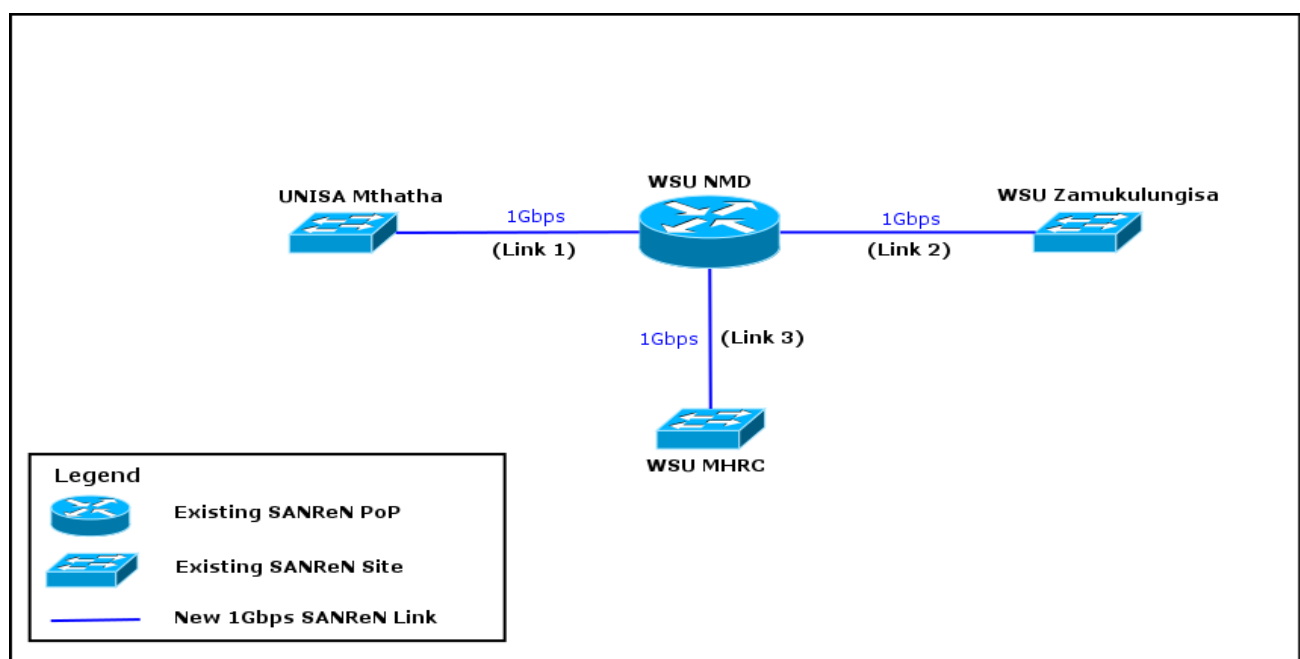 WSU NMD
UNISA Mthatha
WSU Zamukulungisa
1Gbps
(Link 1)
1Gbps
(Link 2)
1Gbps
(Link 3)
WSU MHRC
Legend
Existing SANReN PoP
Existing SANReN Site
New 1Gbps SANReN Link